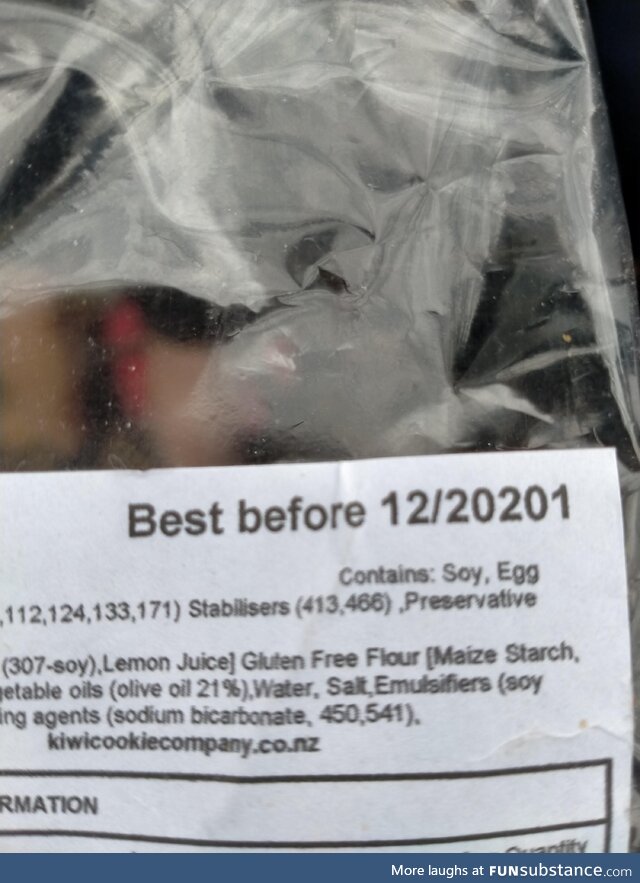 Best before 12/20201
Contains: Soy, Egg
,112,124,133,171) Stabilisers (413,466) ,Preservative
(307-soy),Lemon Juice] Gluten Free Flour [Maize Starch,
getable oils (olive oil 21%),Water, Salt,Emulsifiers (soy
ing agents (sodium bicarbonate, 450,541).
kiwicookiecompany.co.nz
RMATION
Quantity
More laughs at FUNsubstance.com